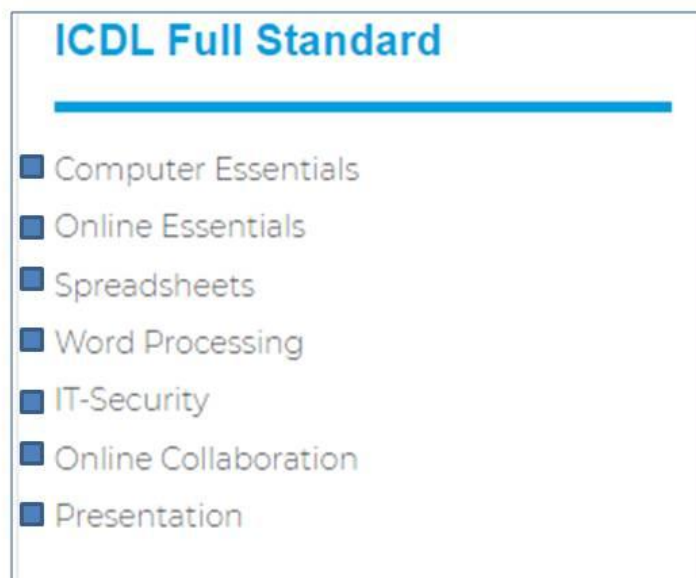 ICDL Full Standard
Computer Essentials
Online Essentials
Spreadsheets
Word Processing
IT-Security
Online Collaboration
Presentation